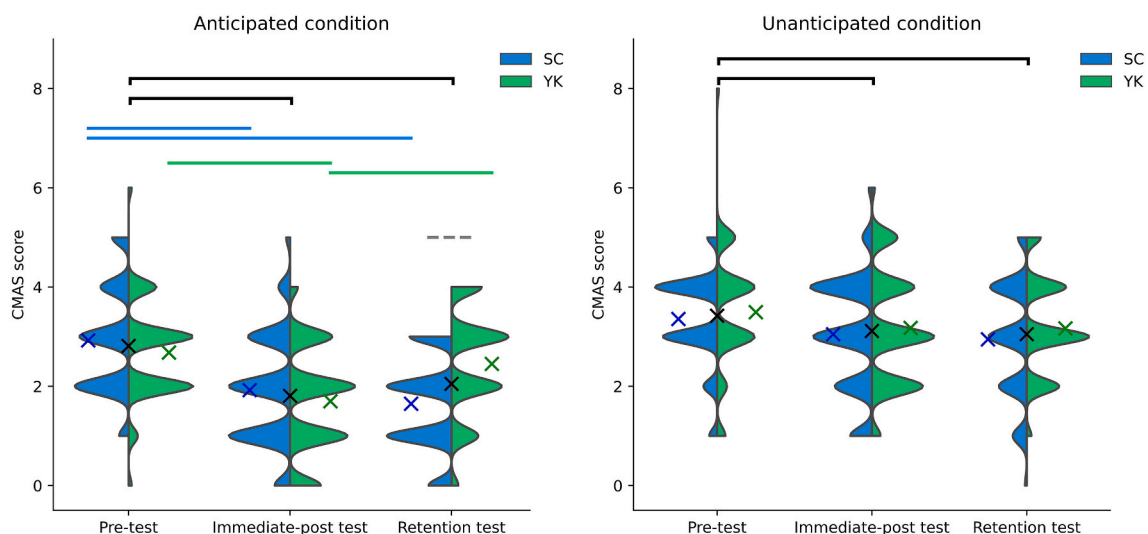 Anticipated condition
SC
YK
CMAS score
8
6
4
2
0
Pre-test
Immediate-post test
Retention test
Unanticipated condition
SC
YK
CMAS score
8
6
4
2
0
Pre-test
Immediate-post test
Retention test